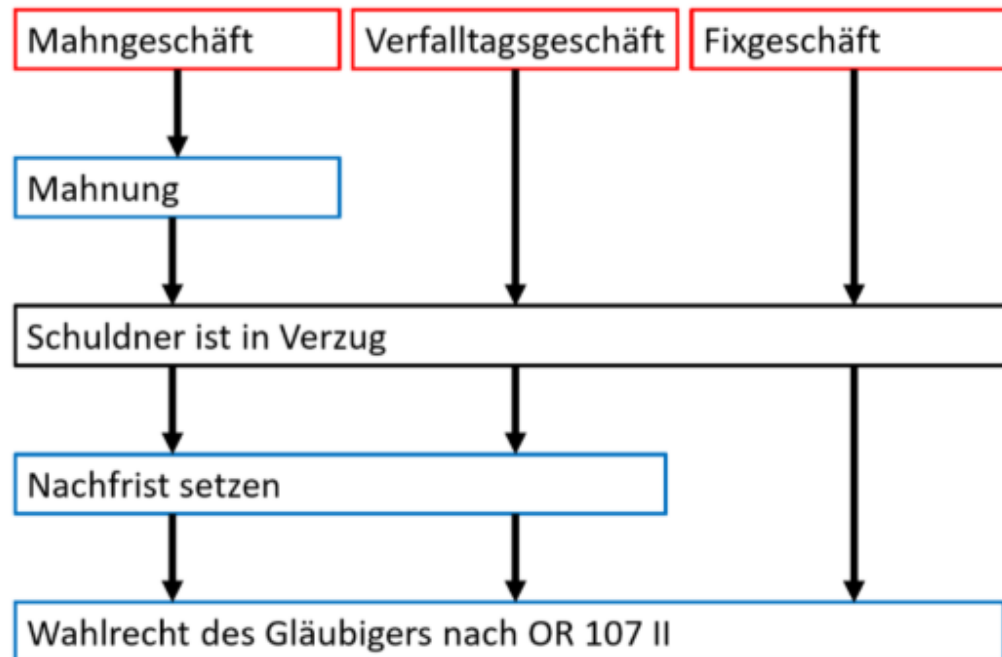 Mahngeschäft
Verfalltagsgeschäft
Fixgeschäft
Mahnung
Schuldner ist in Verzug
Nachfrist setzen
Wahlrecht des Gläubigers nach OR 107 II